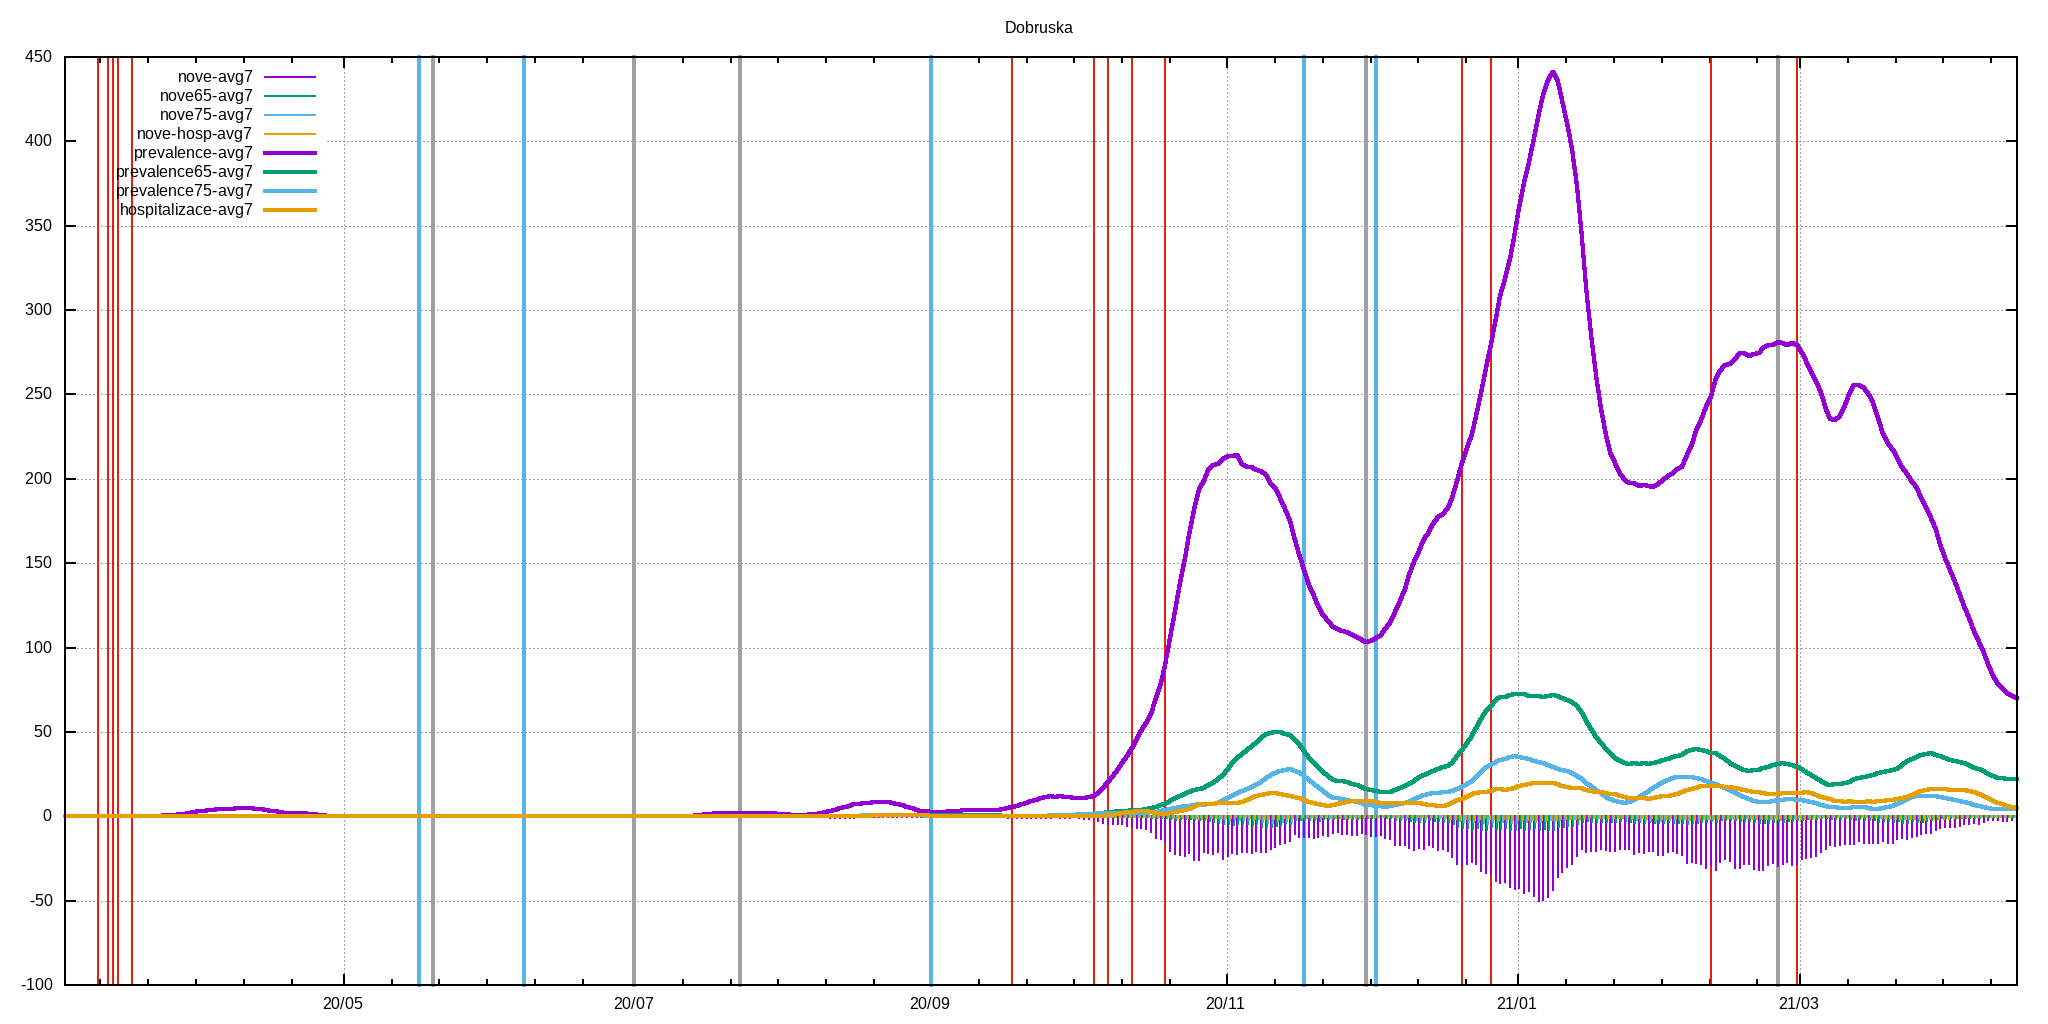 Dobruska
450
400
350
300
250
200
150
100
50
0
-50
-100
nove-avg7
nove65-avg7
nove75-avg7
nove-hosp-avg7
prevalence-avg7
prevalence65-avg7
prevalence75-avg7
hospitalizace-avg7
20/05 20/07 20/09 20/11 21/01 21/03